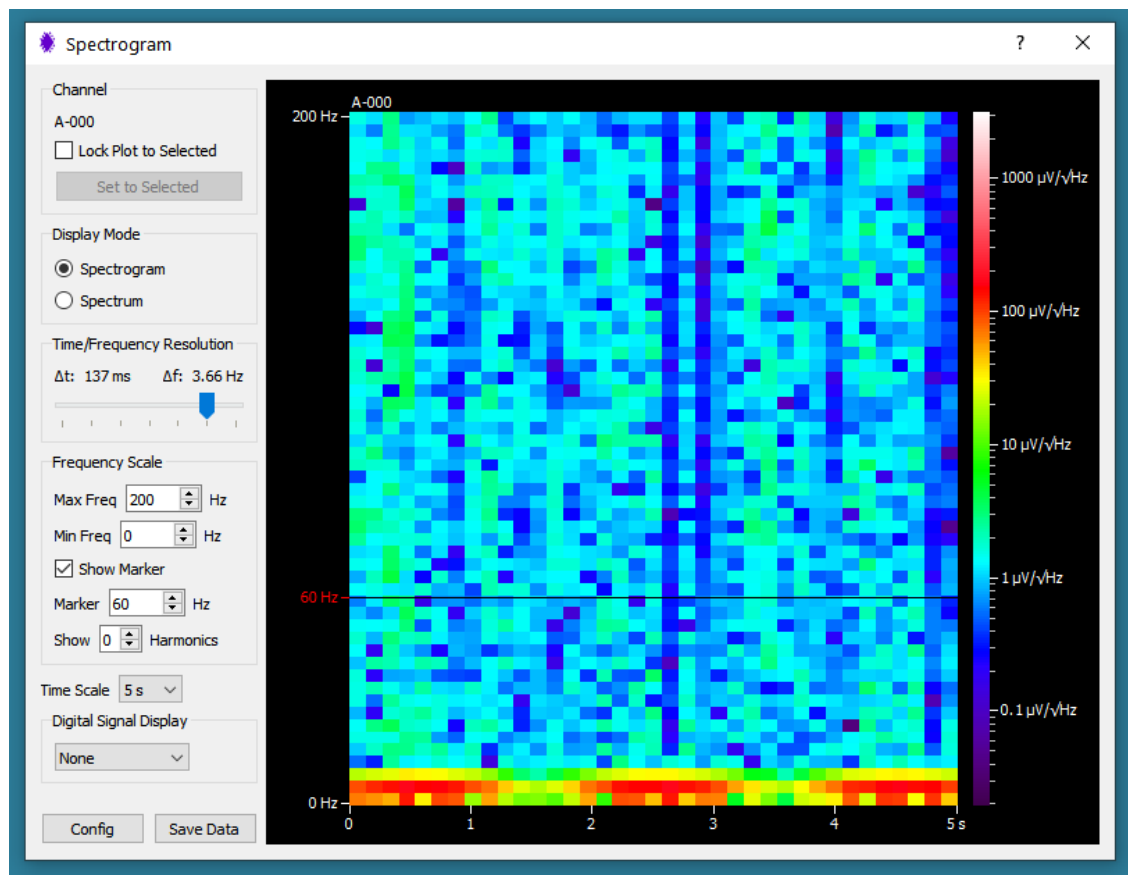 Spectrogram
?
Channel
A-000
Lock Plot to Selected
Set to Selected
Display Mode
Spectrogram
Spectrum
Time/Frequency Resolution
Δt: 137 ms Δf: 3.66 Hz
Frequency Scale
Max Freq 200 Hz
Min Freq 0 Hz
Show Marker
Marker 60 Hz
Show 0 Harmonics
Time Scale 5 s
Digital Signal Display
None
Config Save Data
A-000
200 Hz
60 Hz
0 Hz
0 1 2 3 4 5 s
1000 µV/√Hz
100 µV/√Hz
10 µV/√Hz
1 µV/√Hz
0.1 µV/√Hz